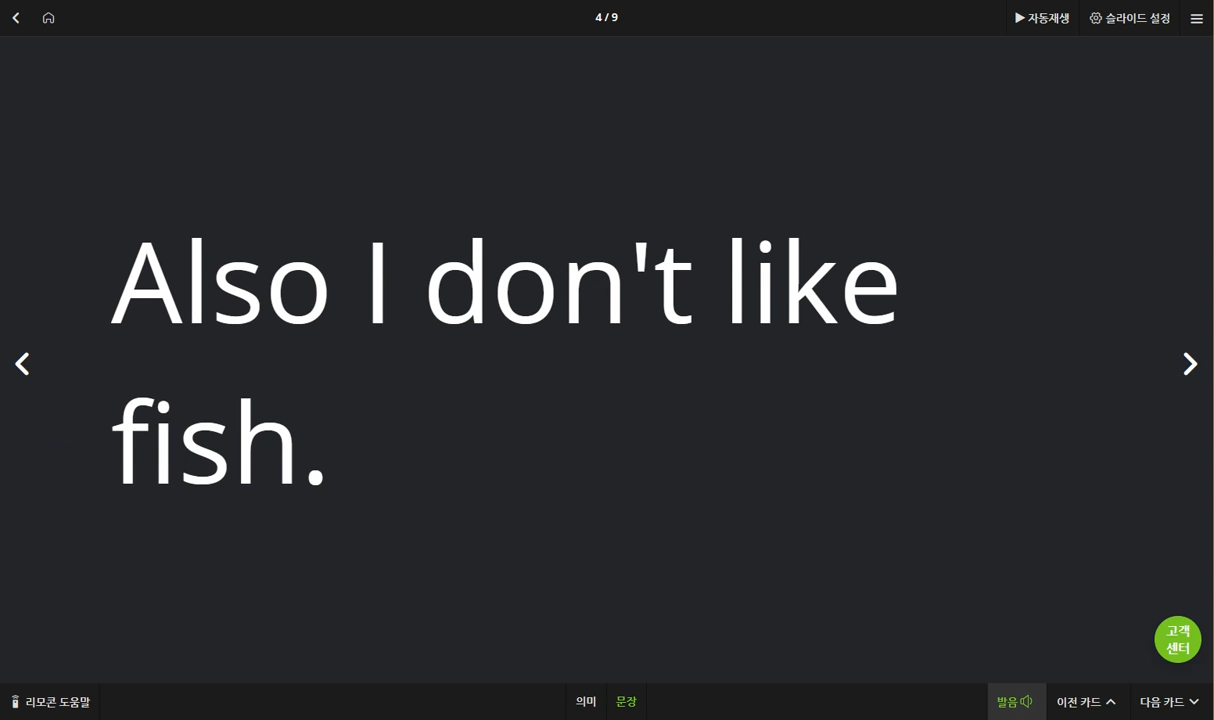 4 / 9
자동재생
슬라이드 설정
Also I don't like
fish.
고객
센터
리모콘 도움말
의미
문장
발음
이전 카드
다음 카드